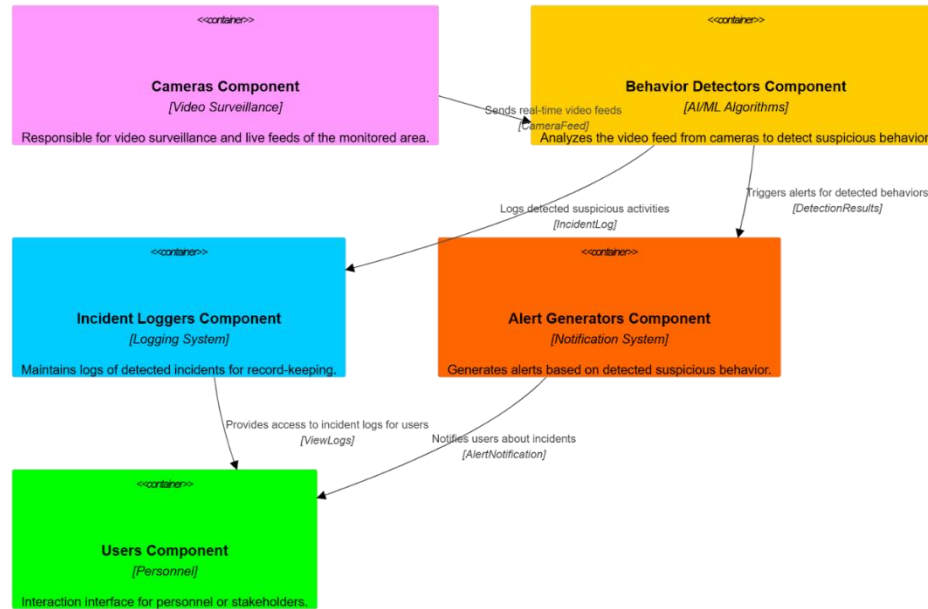 <<container>>
Cameras Component
[Video Surveillance]
Responsible for video surveillance and live feeds of the monitored area.
<<container>>
Behavior Detectors Component
[AI/ML Algorithms]
Analyzes the video feed from cameras to detect suspicious behavior
Sends real-time video feeds
[CameraFeed]
Logs detected suspicious activities
[IncidentLog]
Triggers alerts for detected behaviors
[DetectionResults]
<<container>>
Incident Loggers Component
[Logging System]
Maintains logs of detected incidents for record-keeping.
<<container>>
Alert Generators Component
[Notification System]
Generates alerts based on detected suspicious behavior.
Provides access to incident logs for users
[ViewLogs]
Notifies users about incidents
[AlertNotification]
<<container>>
Users Component
[Personnel]
Interaction interface for personnel or stakeholders.